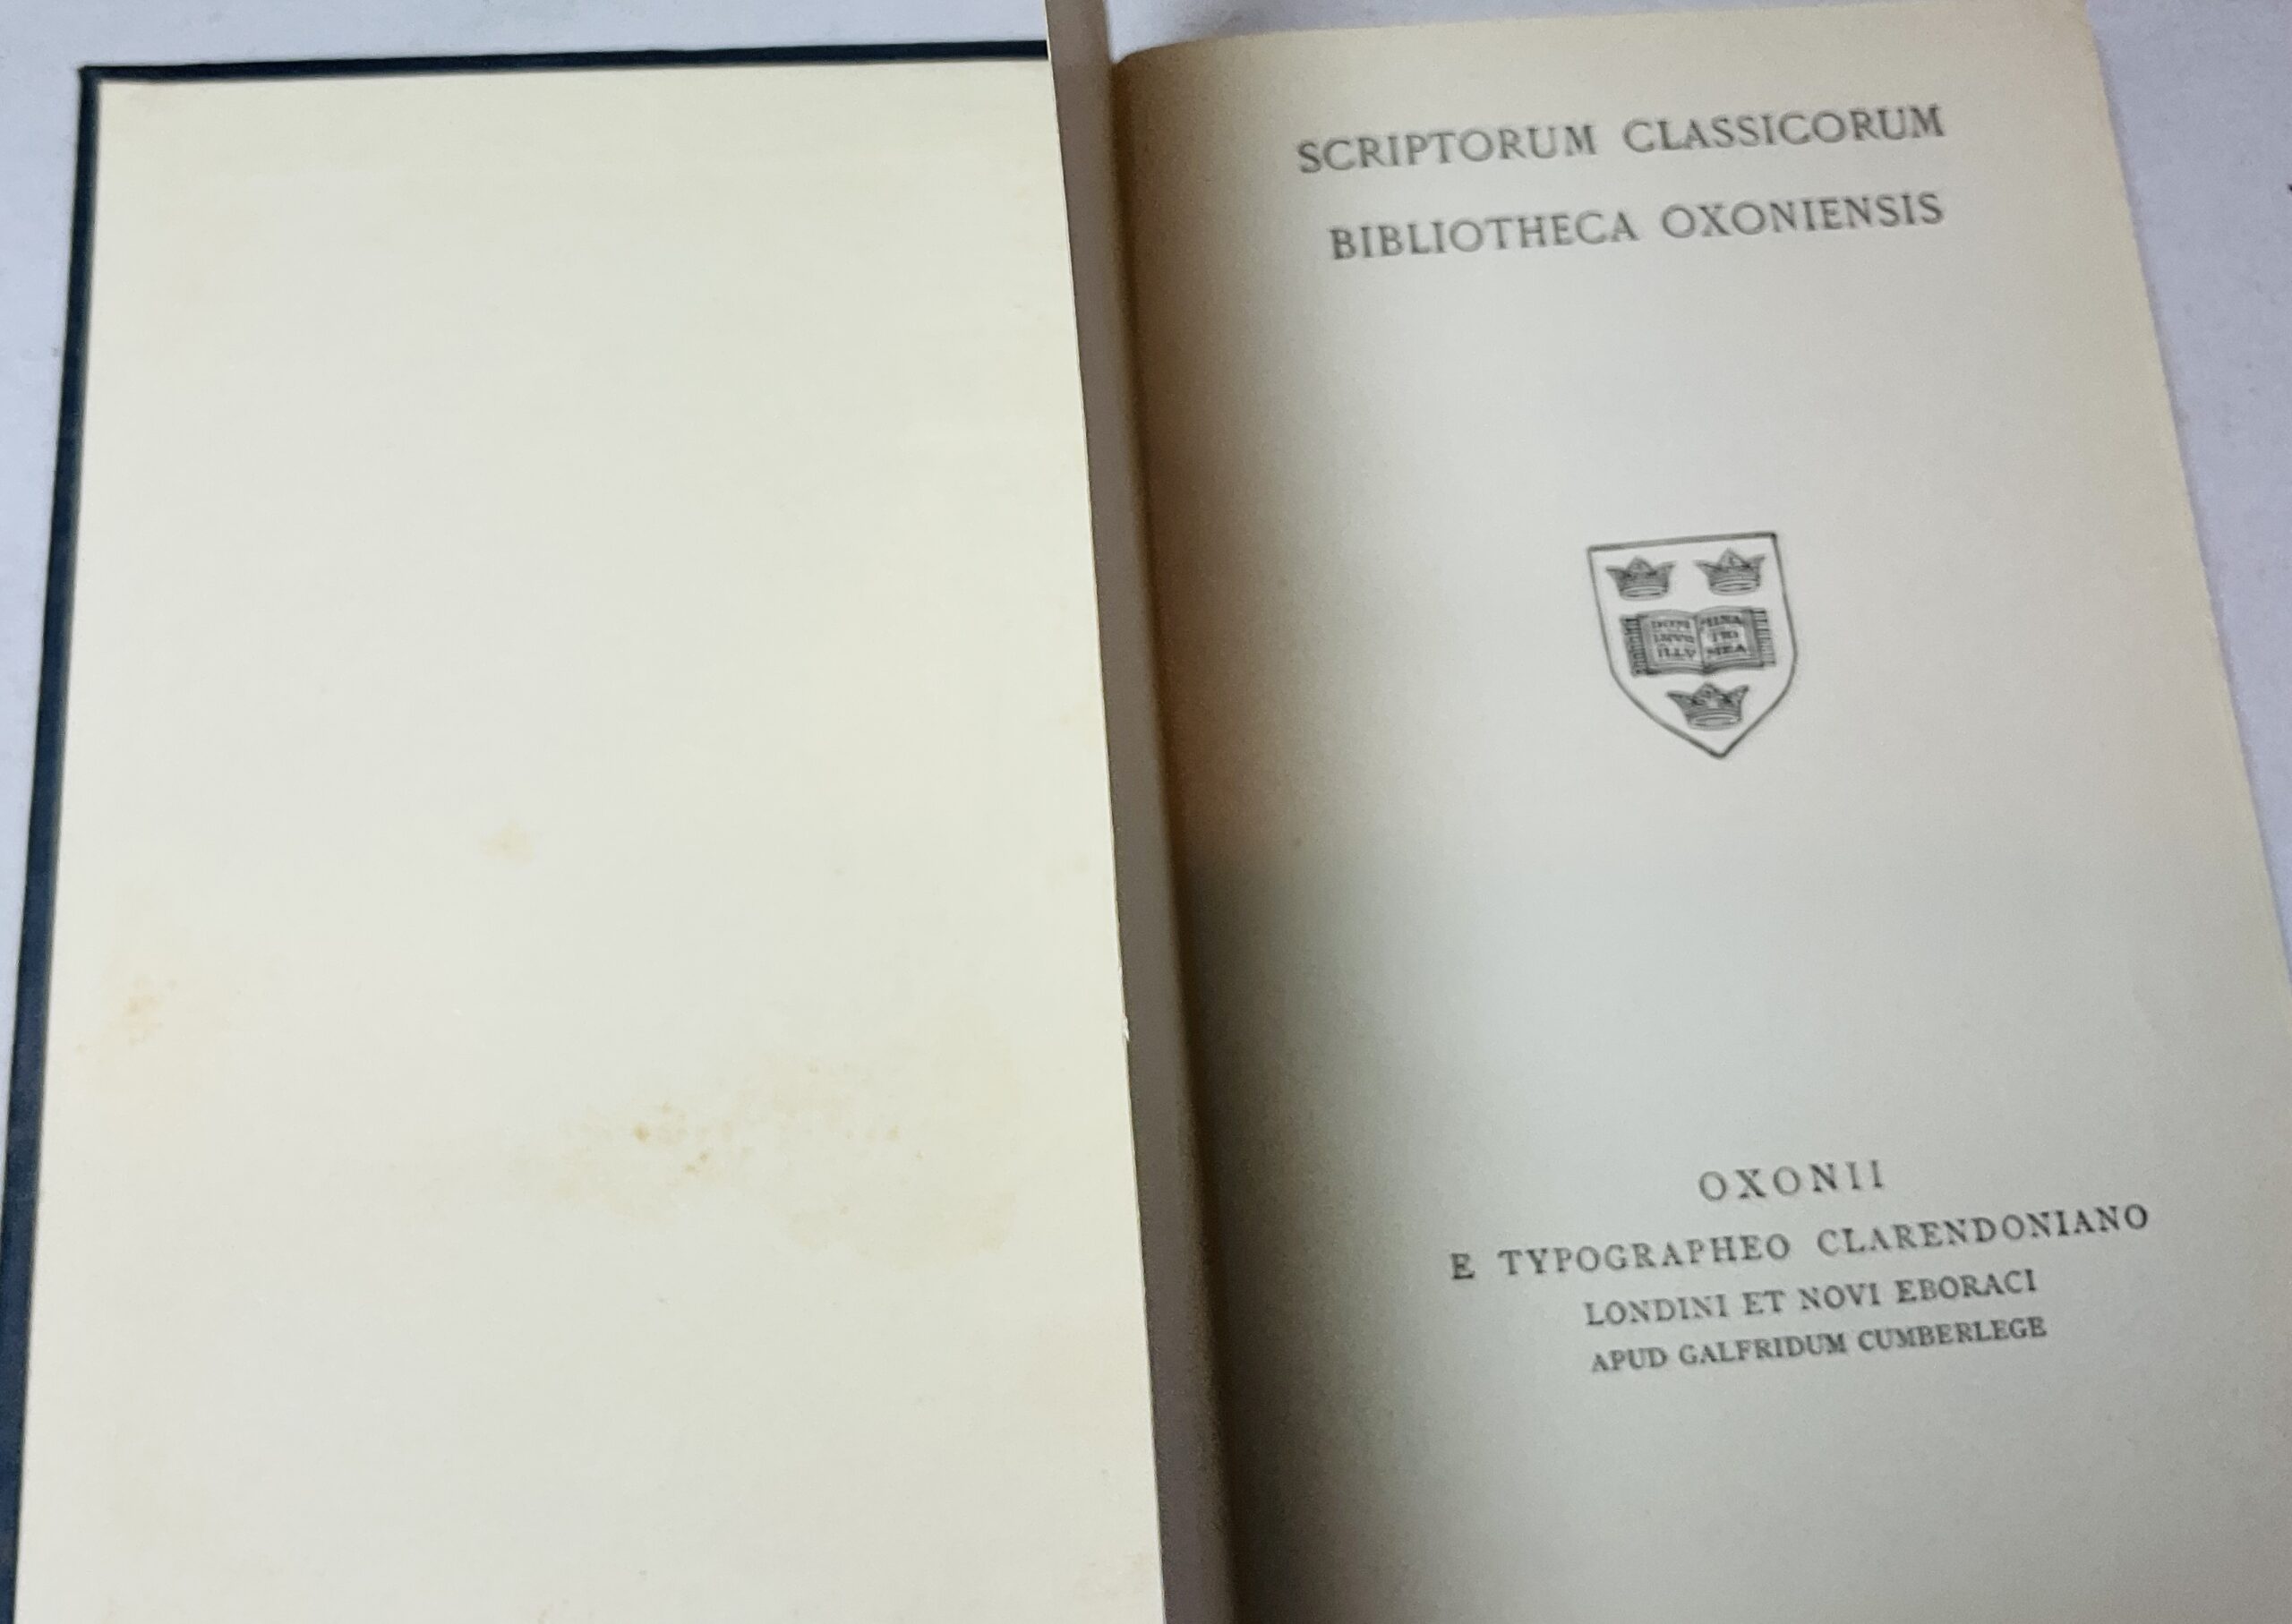 SCRIPTORUM CLASSICORUM
BIBLIOTHECA OXONIENSIS
OXONII
E TYPOGRAPHEO CLARENDONIANO
LONDINI ET NOVI EBORACI
APUD GALFRIDUM CUMBERLEGE